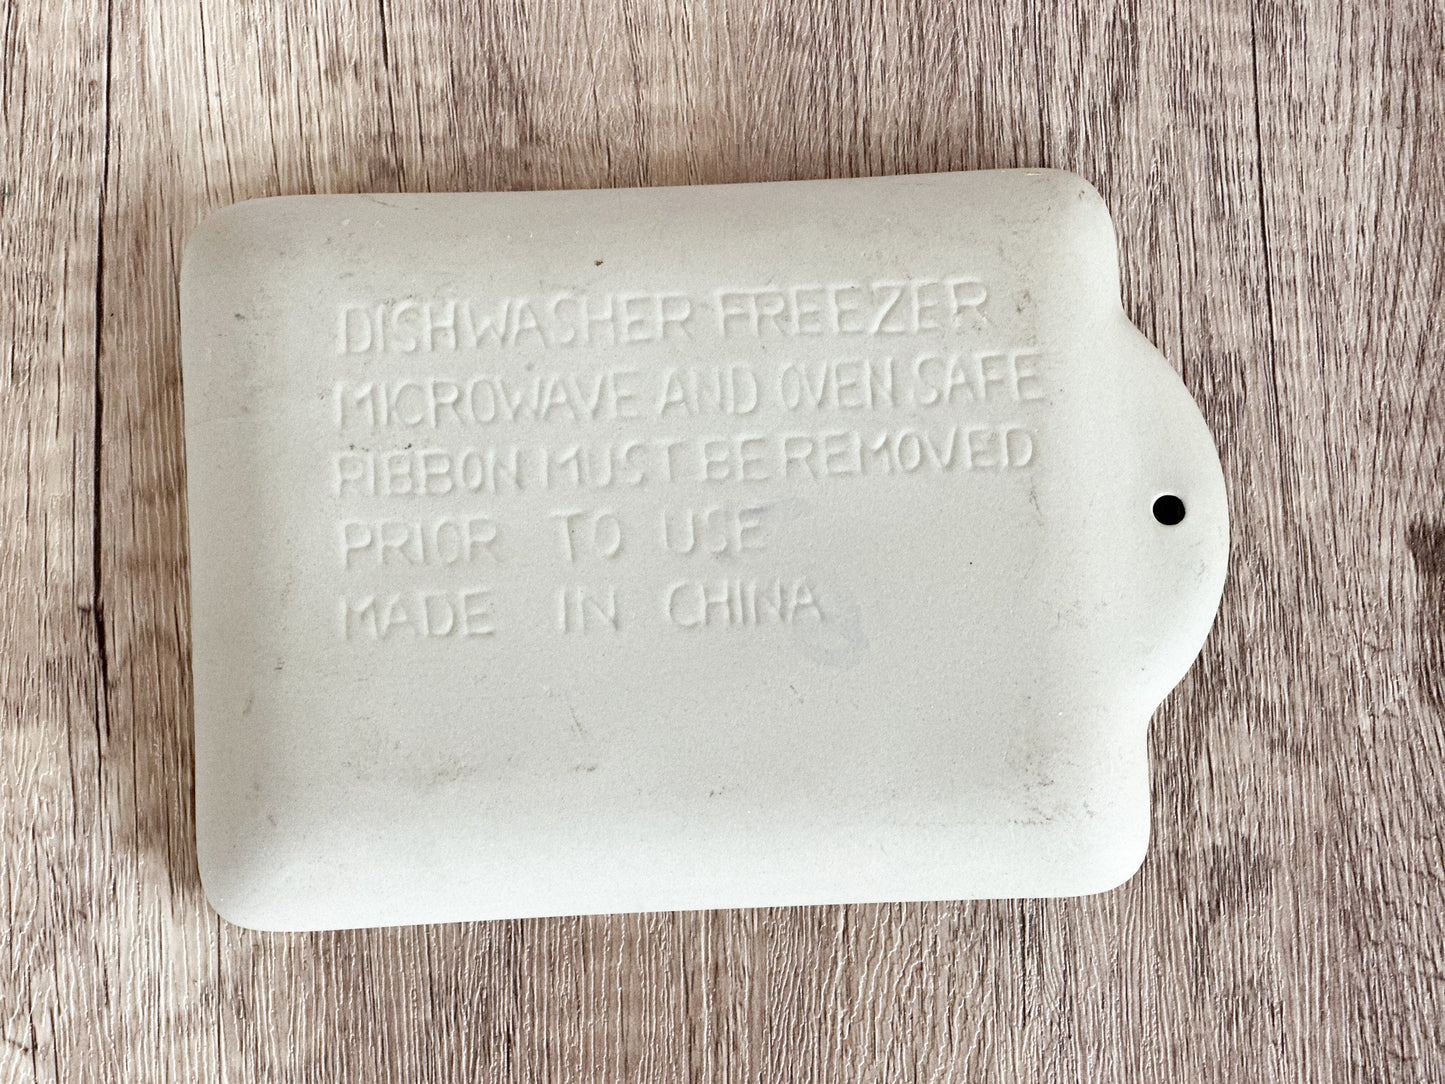 DISHWASHER FREEZER
MICROWAVE AND OVEN SAFE
RIBBON MUST BE REMOVED
PRIOR TO USE
MADE IN CHINA